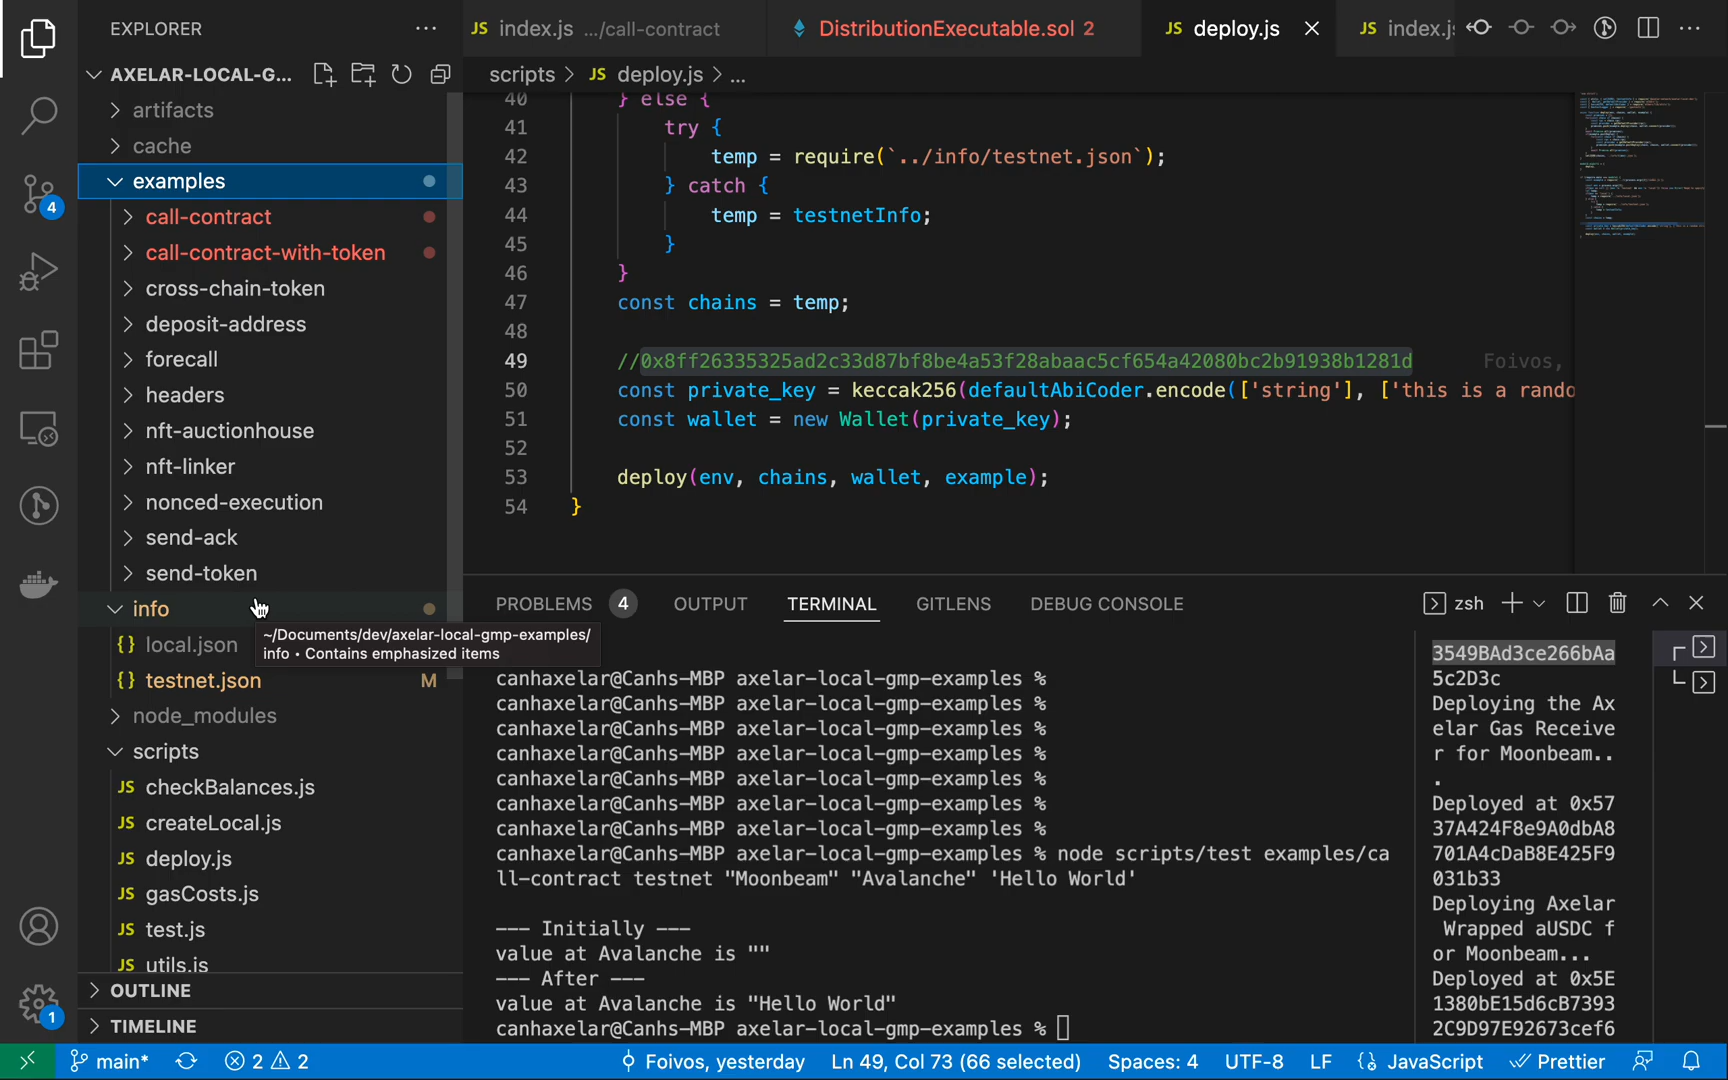 EXPLORER
AXELAR-LOCAL-G...
artifacts
cache
examples
call-contract
call-contract-with-token
cross-chain-token
deposit-address
forecall
headers
nft-auctionhouse
nft-linker
nonced-execution
send-ack
send-token
info
{} local.json
{} testnet.json M
node_modules
scripts
JS checkBalances.js
JS createLocal.js
JS deploy.js
JS gasCosts.js
JS test.js
JS utils.js
OUTLINE
TIMELINE
4
1
~/Documents/dev/axelar-local-gmp-examples/
info • Contains emphasized items
JS index.js .../call-contract
DistributionExecutable.sol 2
JS deploy.js
JS index.js
scripts > JS deploy.js > ...
40 } else {
41 try {
42 temp = require(`../info/testnet.json`);
43 } catch {
44 temp = testnetInfo;
45 }
46 }
47 const chains = temp;
48
49 //0x8ff26335325ad2c33d87bf8be4a53f28abaac5cf654a42080bc2b91938b1281d Foivos,
50 const private_key = keccak256(defaultAbiCoder.encode(['string'], ['this is a rando
51 const wallet = new Wallet(private_key);
52
53 deploy(env, chains, wallet, example);
54 }
PROBLEMS 4 OUTPUT TERMINAL GITLENS DEBUG CONSOLE
zsh
canhaxelar@Canhs-MBP axelar-local-gmp-examples %
canhaxelar@Canhs-MBP axelar-local-gmp-examples %
canhaxelar@Canhs-MBP axelar-local-gmp-examples %
canhaxelar@Canhs-MBP axelar-local-gmp-examples %
canhaxelar@Canhs-MBP axelar-local-gmp-examples %
canhaxelar@Canhs-MBP axelar-local-gmp-examples %
canhaxelar@Canhs-MBP axelar-local-gmp-examples %
canhaxelar@Canhs-MBP axelar-local-gmp-examples % node scripts/test examples/ca
ll-contract testnet "Moonbeam" "Avalanche" 'Hello World'
--- Initially ---
value at Avalanche is ""
--- After ---
value at Avalanche is "Hello World"
canhaxelar@Canhs-MBP axelar-local-gmp-examples %
3549BAd3ce266bAa
5c2D3c
Deploying the Ax
elar Gas Receive
r for Moonbeam..
.
Deployed at 0x57
37A424F8e9A0dbA8
701A4cDaB8E425F9
031b33
Deploying Axelar
Wrapped aUSDC f
or Moonbeam...
Deployed at 0x5E
1380bE15d6cB7393
2C9D97E92673cef6
main* 2 2 Foivos, yesterday Ln 49, Col 73 (66 selected) Spaces: 4 UTF-8 LF JavaScript Prettier